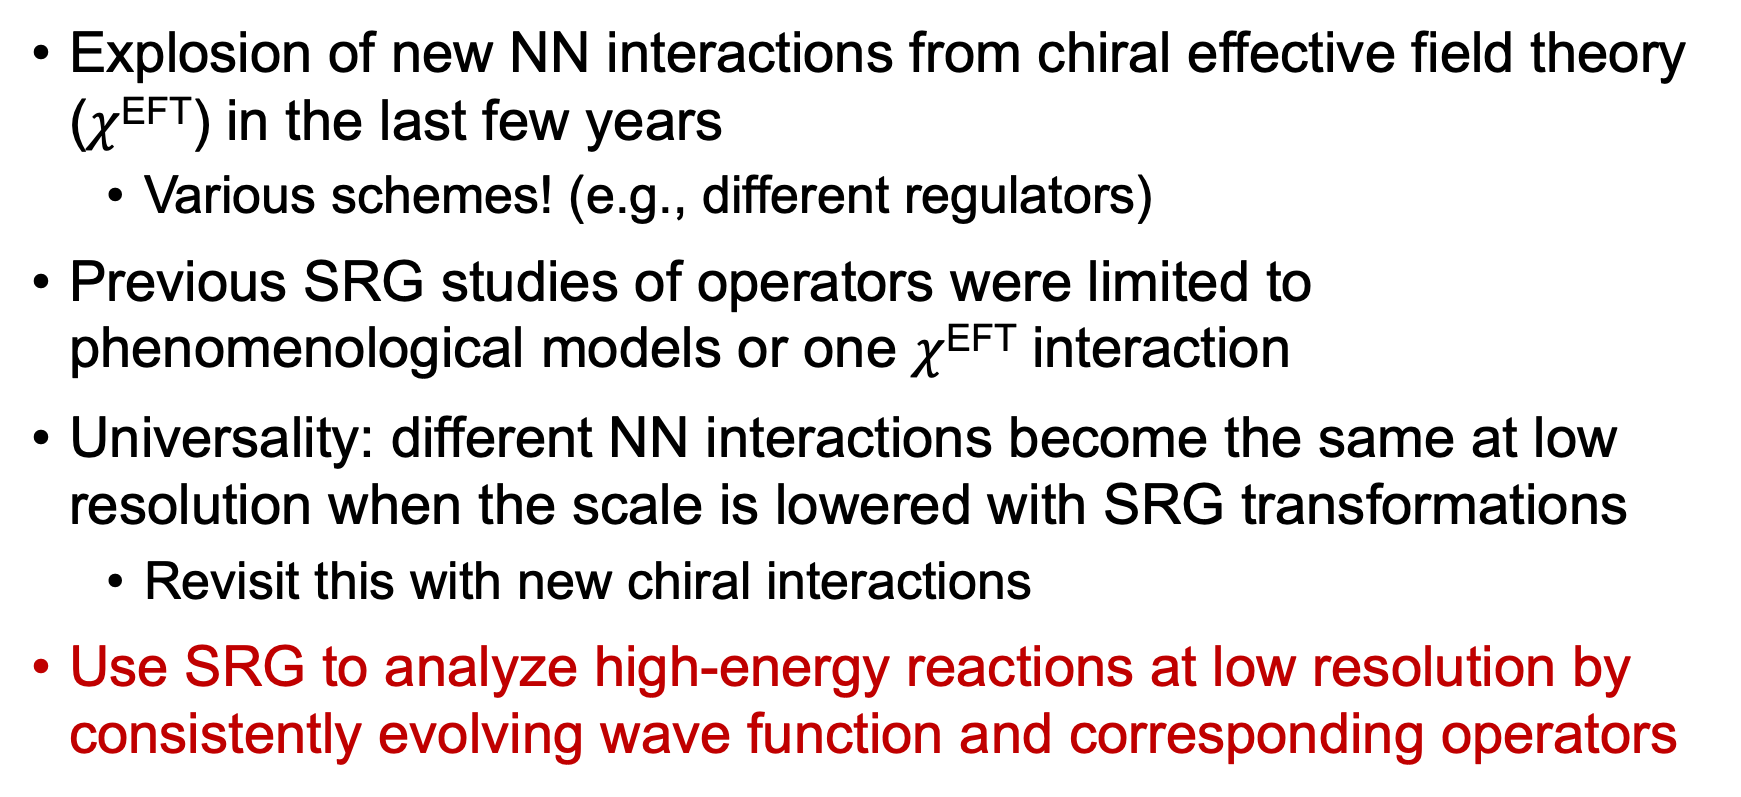 • Explosion of new NN interactions from chiral effective field theory
(χEFT) in the last few years
• Various schemes! (e.g., different regulators)
• Previous SRG studies of operators were limited to
phenomenological models or one χEFT interaction
• Universality: different NN interactions become the same at low
resolution when the scale is lowered with SRG transformations
• Revisit this with new chiral interactions
• Use SRG to analyze high-energy reactions at low resolution by
consistently evolving wave function and corresponding operators